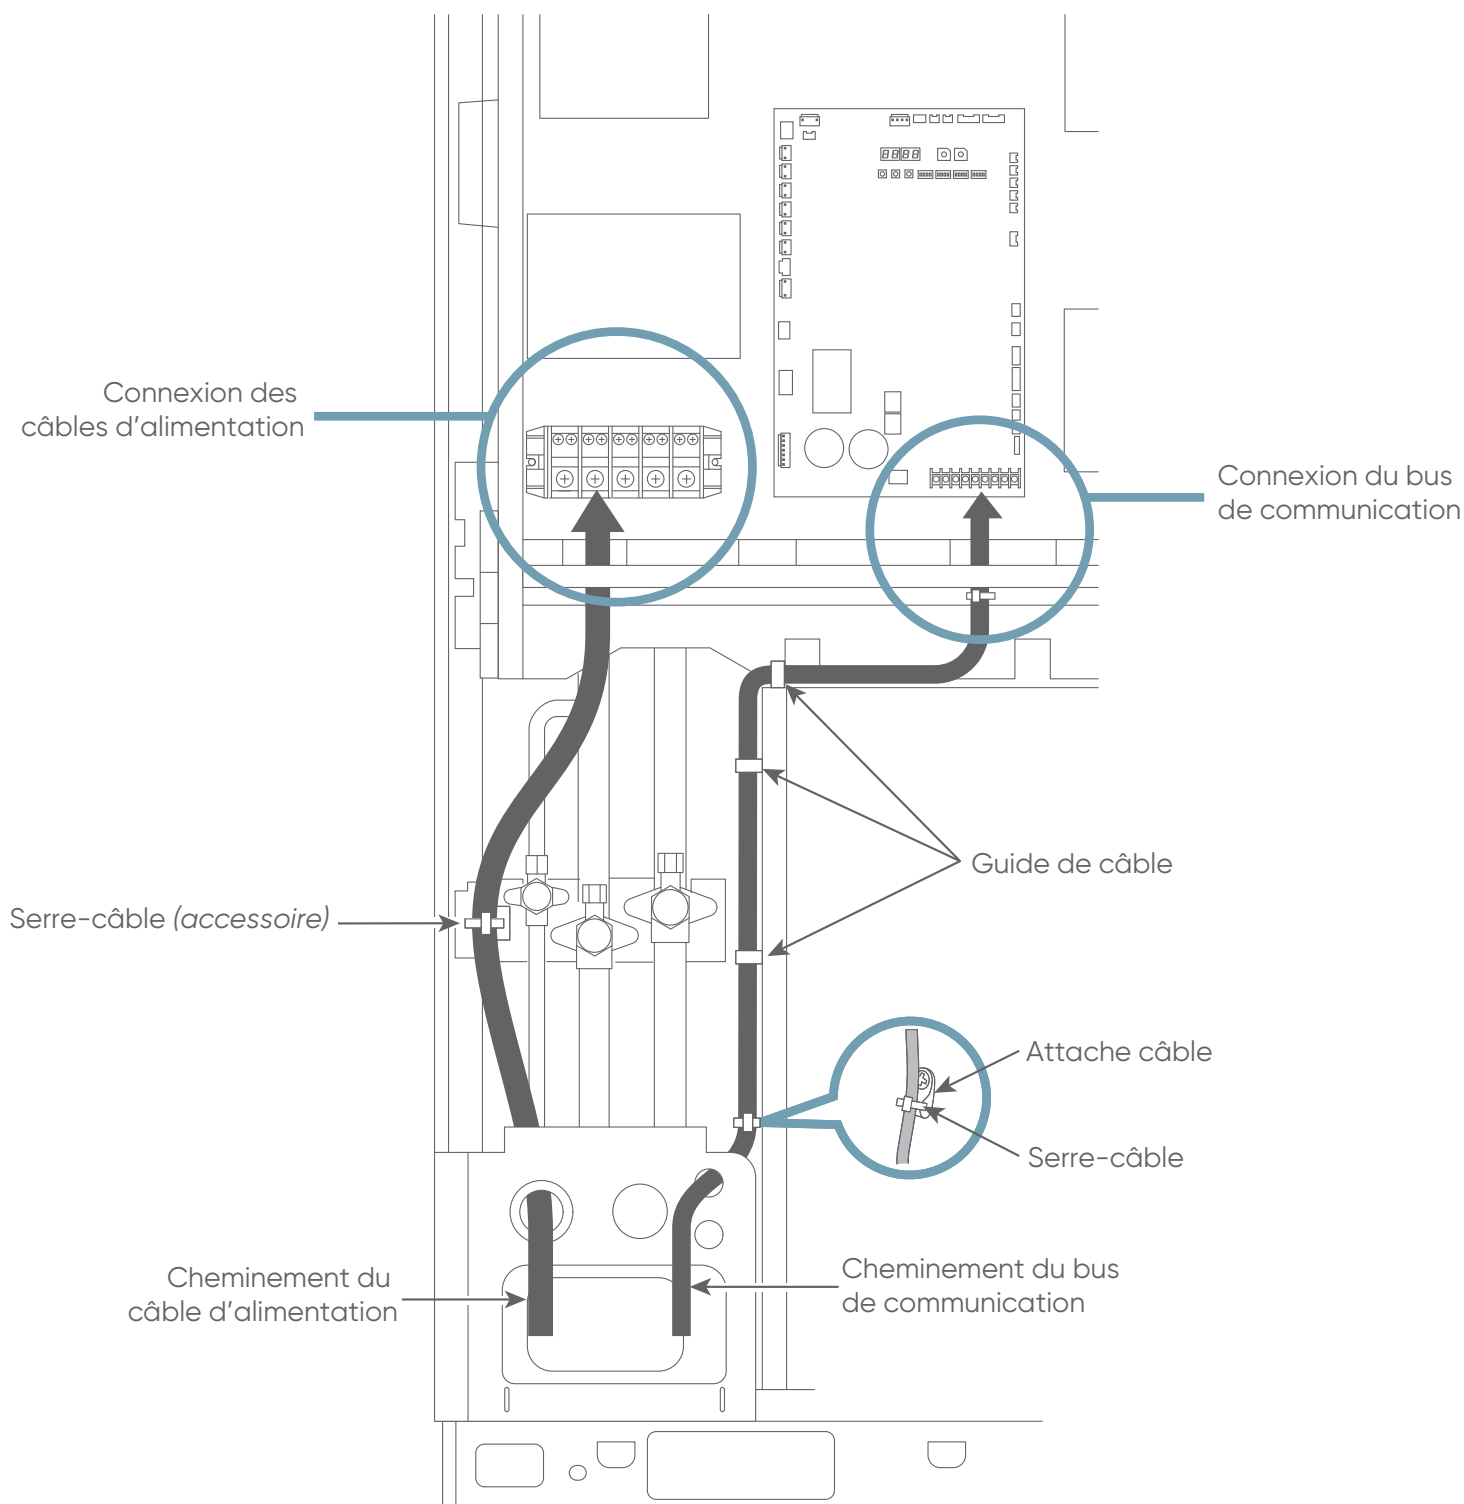 Connexion des
câbles d'alimentation
Connexion du bus
de communication
Guide de câble
Serre-câble (accessoire)
Attache câble
Serre-câble
Cheminement du
câble d'alimentation
Cheminement du bus
de communication